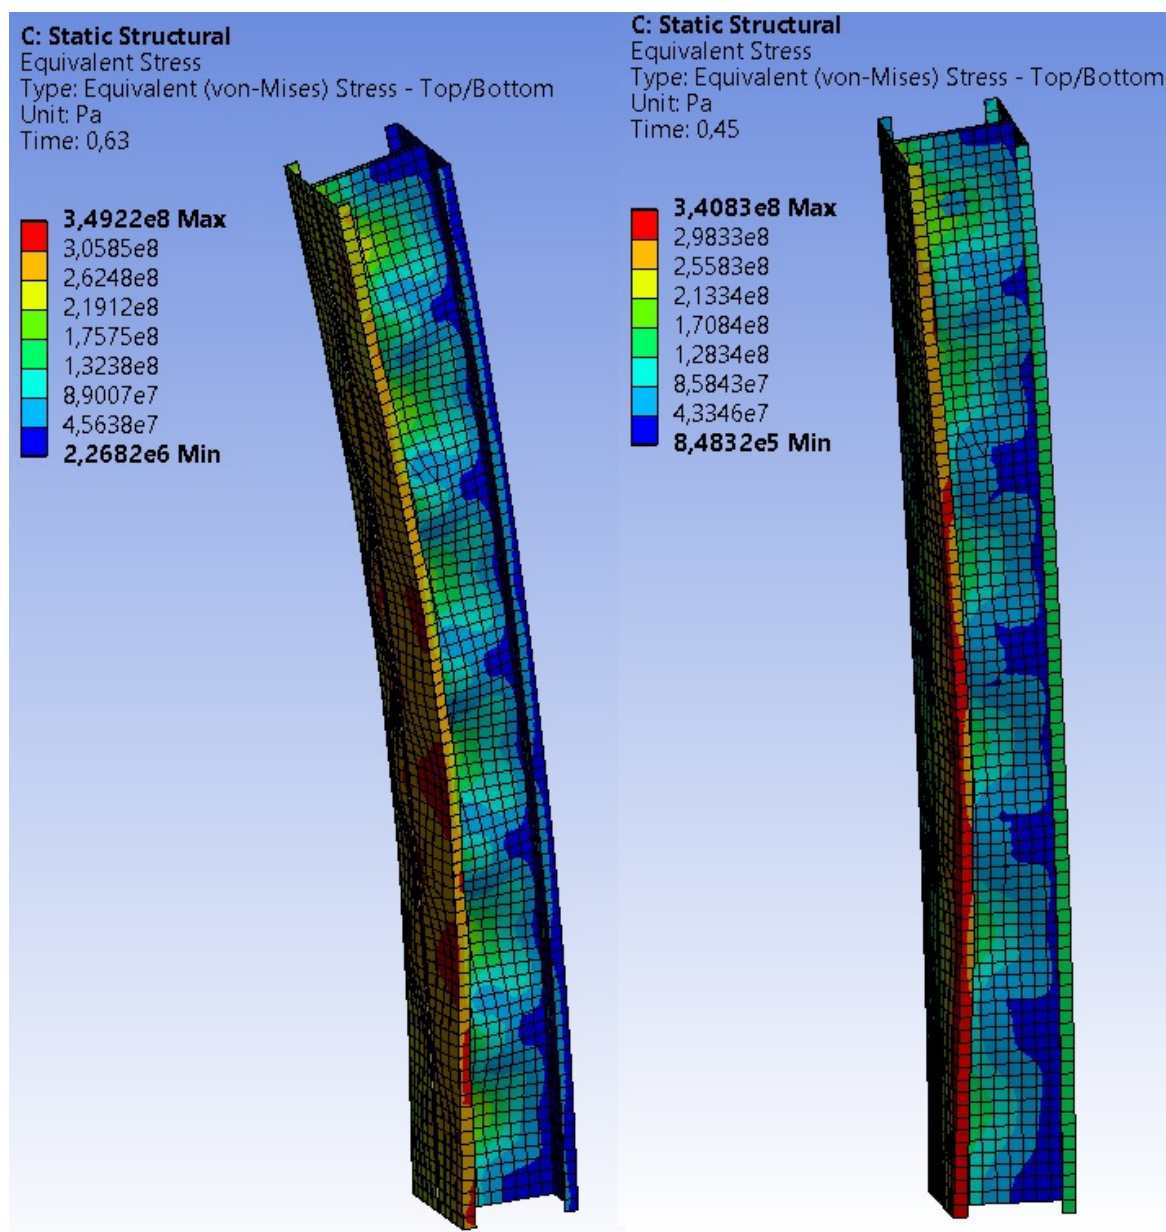 C: Static Structural
Equivalent Stress
Type: Equivalent (von-Mises) Stress - Top/Bottom
Unit: Pa
Time: 0,63
3,4922e8 Max
3,0585e8
2,6248e8
2,1912e8
1,7575e8
1,3238e8
8,9007e7
4,5638e7
2,2682e6 Min
C: Static Structural
Equivalent Stress
Type: Equivalent (von-Mises) Stress - Top/Bottom
Unit: Pa
Time: 0,45
3,4083e8 Max
2,9833e8
2,5583e8
2,1334e8
1,7084e8
1,2834e8
8,5843e7
4,3346e7
8,4832e5 Min